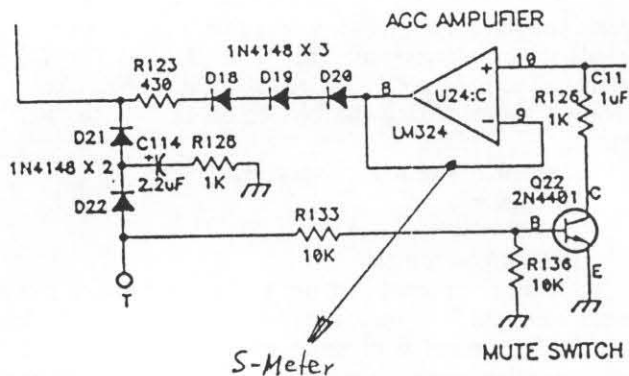 AGC AMPLIFIER
1N4148 X 3
R123
430
D18
D19
D20
8
10
+
U24:C
-
9
LM324
C11
1uF
R126
1K
D21
C114
+
R128
1N4148 X 2
2.2uF
1K
D22
Q22
2N4401
C
R133
B
10K
R136
10K
E
T
S-Meter
MUTE SWITCH